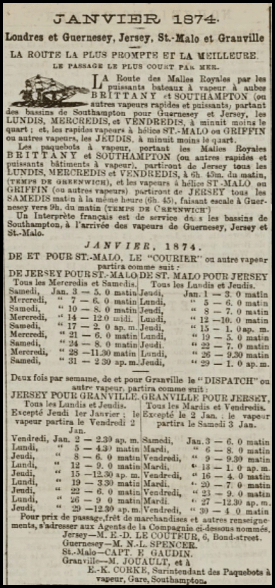 JANVIER 1874.
Londres et Guernesey, Jersey, St.-Malo et Granville
LA ROUTE LA PLUS PROMPTE ET LA MEILLEURE.
LE PASSAGE LE PLUS COURT PAR MER.
LA Route des Malles Royales par les
puissants bateaux à vapeur à aubes
BRITTANY et SOUTHAMPTON (ou
autres vapeurs rapides et puissants; partant
des bassins de Southampton pour Guernesey et Jersey, les
LUNDIS, MERCREDIS, et VENDREDIS, à minuit moins le
quart; et, les rapides vapeurs à hélice ST.-MALO ou GRIFFIN
ou autres vapeurs, les JEUDIS, à minuit moins le quart.
Les paquebots à vapeur, portant les Malles Royales
BRITTANY et SOUTHAMPTON (ou autres rapides et
puissants bâtiments à vapeur, partiront de Jersey tous les
LUNDIS, MERCREDIS et VENDREDIS, à 6h. 45m. du matin,
(TEMPS DE GREENWICH), et les vapeurs à hélice ST-MALO ou
GRIFFIN (ou autres vapeurs) partiront de JERSEY tous les
SAMEDIS matin à la même heure (6h. 45), faisant escale à Guer-
nesey vers 9h. du matin (TEMPS DE GREENWICH)
Un Interprète français est de service dans les bassins de
Southampton, à l'arrivée des vapeurs de Guernesey, Jersey et
St.-Malo.
JANVIER, 1874.
DE ET POUR ST.-MALO, LE "COURIER" ou autre vapeur
partira comme suit:
DE JERSEY POUR ST-MALO DE ST. MALO POUR JERSEY
Tous les Mercredis et Samedis. Tous les Lundis et Jeudis.
Samedi, Jan. 3 — 5. 0 matin Jeudi, Jan. 1 — 3. 0 matin
Mercredi, " 7 — 6. 0 matin Lundi, " 5 — 6. 0 matin
Samedi, " 10 — 8. 0 matin Jeudi, " 8 — 7. 0 matin
Mercredi, " 14 — 12.0 midi. Lundi, " 12 — 10. 0 matin
Samedi, " 17 — 2. 0 ap. m. Jeudi, " 15 — 1. 0 ap. m.
Mercredi, " 21 — 6. 0 matin Lundi, " 19 — 5. 0 matin
Samedi, " 24 — 8. 0 matin Jeudi, " 22 — 7. 0 matin
Mercredi, " 28 — 11.30 matin Lundi, " 26 — 9.30 matin
Samedi, " 31 — 2 30 ap. m. Jeudi, " 29 — 1. 0 ap. m.
Deux fois par semaine, de et pour Granville le "DISPATCH" ou
autre vapeur, partira comme suit:
JERSEY POUR GRANVILLE. GRANVILLE POUR JERSEY.
Tous les Lundis et Jeudis. Tous les Mardis et Vendredis.
Excepté Jeudi 1er Janvier; le Excepté le 2 Jan., le vapeur
vapeur partira le Vendredi 2 partira le Samedi 3 Jan.
Jan.
Vendredi, Jan. 2 — 2.30 ap. m. Samedi, Jan. 3 — 6. 0 matin
Lundi, " 5 — 4.30 matin Mardi, " 6 — 8. 0 matin
Jeudi, " 8 — 6. 0 matin Vendredi, " 9 — 9.30 matin
Lundi, " 12 — 9. 0 matin Mardi, " 13 — 1. 0 ap. m.
Jeudi, " 15 — 12.30 ap. m. Vendredi, " 16 — 4. 0 matin
Lundi, " 19 — 3.30 matin Mardi, " 20 — 7. 0 matin
Jeudi, " 22 — 6. 0 matin Vendredi, " 23 — 9. 0 matin
Lundi, " 26 — 9. 0 matin Mardi, " 27 — 12.30 ap. m.
Jeudi, " 29 — 12.30 ap. m. Vendredi, " 30 — 4. 0 matin
Pour prix de passage, frêt de marchandises et autres renseigne-
ments, s'adresser aux Agents de la Compagnie ci-dessous nommés.
Jersey—M. E.-D. LE COUTEUR, 6, Bond-street.
Guernesey—M. N.-L. SPENCER.
St.-Malo—CAPT. E GAUDIN.
Granville—M. JOUAULT, et à
E.-K. CORKE, Surintendant des Paquebots à
vapeur, Gare, Southampton.